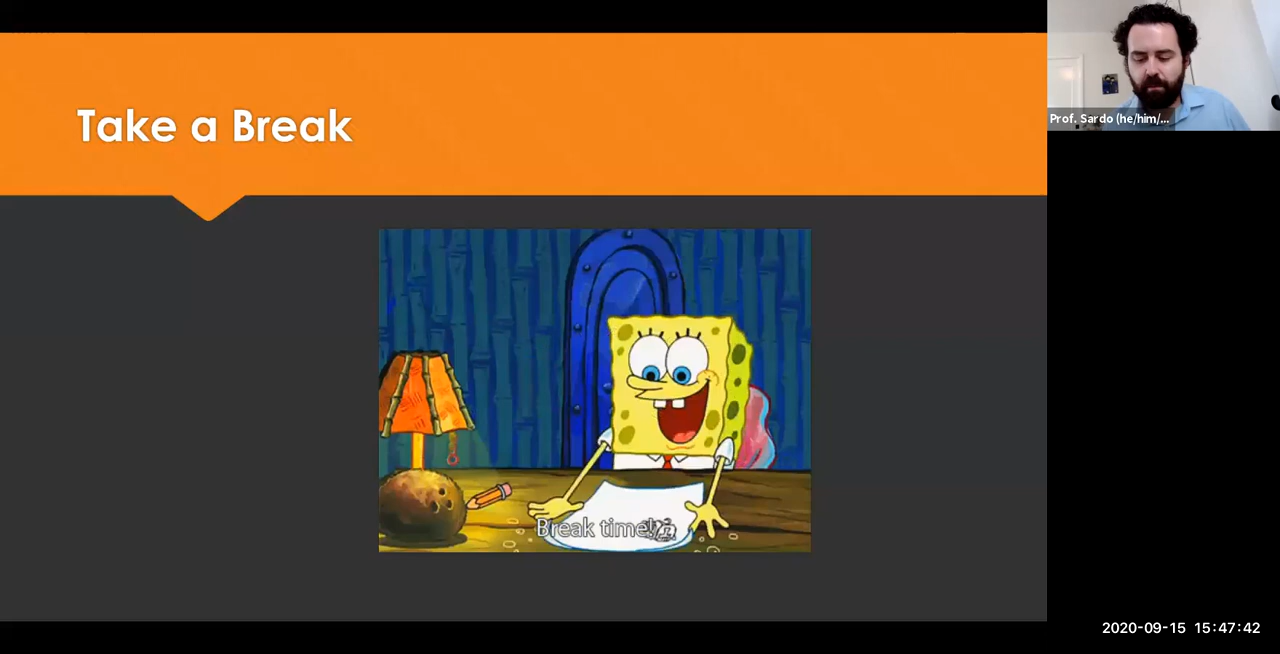 Take a Break
Prof. Sardo (he/him/...
Break time!
2020-09-15 15:47:42